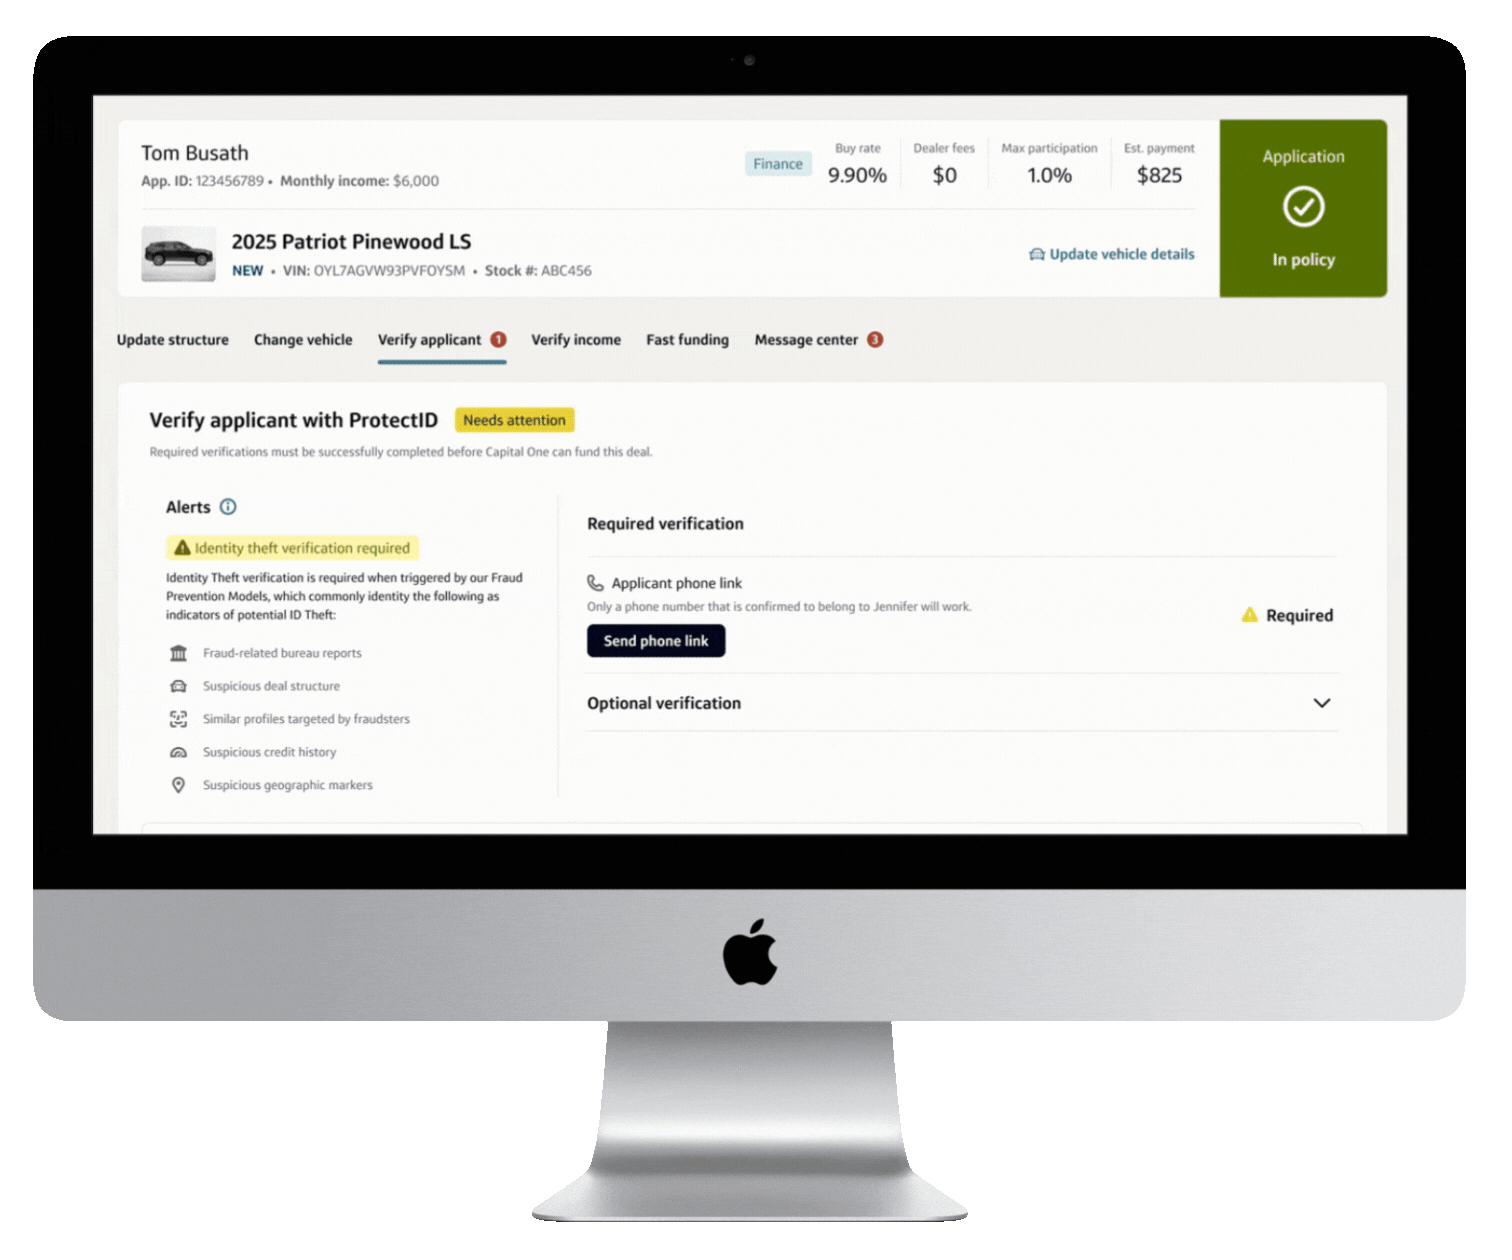 Tom Busath
App. ID: 123456789 • Monthly income: $6,000
Finance
Buy rate
9.90%
Dealer fees
$0
Max participation
1.0%
Est. payment
$825
Application
In policy
2025 Patriot Pinewood LS
NEW • VIN: OYL7AGVW93PVFOYSM • Stock #: ABC456
Update vehicle details
Update structure
Change vehicle
Verify applicant 1
Verify income
Fast funding
Message center 3
Verify applicant with ProtectID
Needs attention
Required verifications must be successfully completed before Capital One can fund this deal.
Alerts
Identity theft verification required
Identity Theft verification is required when triggered by our Fraud
Prevention Models, which commonly identity the following as
indicators of potential ID Theft:
Fraud-related bureau reports
Suspicious deal structure
Similar profiles targeted by fraudsters
Suspicious credit history
Suspicious geographic markers
Required verification
Applicant phone link
Only a phone number that is confirmed to belong to Jennifer will work.
Send phone link
Required
Optional verification